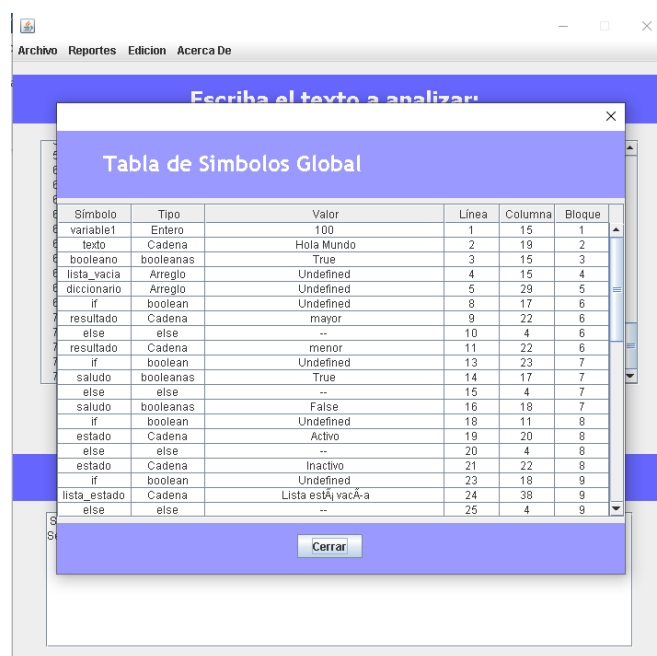 Archivo Reportes Edicion Acerca De
Escriba el texto a analizar:
Tabla de Simbolos Global
Símbolo Tipo Valor Línea Columna Bloque
variable1 Entero 100 1 15 1
texto Cadena Hola Mundo 2 19 2
booleano booleanas True 3 15 3
lista_vacia Arreglo Undefined 4 15 4
diccionario Arreglo Undefined 5 29 5
if boolean Undefined 8 17 6
resultado Cadena mayor 9 22 6
else else -- 10 4 6
resultado Cadena menor 11 22 6
if boolean Undefined 13 23 7
saludo booleanas True 14 17 7
else else -- 15 4 7
saludo booleanas False 16 18 7
if boolean Undefined 18 11 8
estado Cadena Activo 19 20 8
else else -- 20 4 8
estado Cadena Inactivo 21 22 8
if boolean Undefined 23 18 9
lista_estado Cadena Lista estÃ¡ vacÃ-a 24 38 9
else else -- 25 4 9
Cerrar